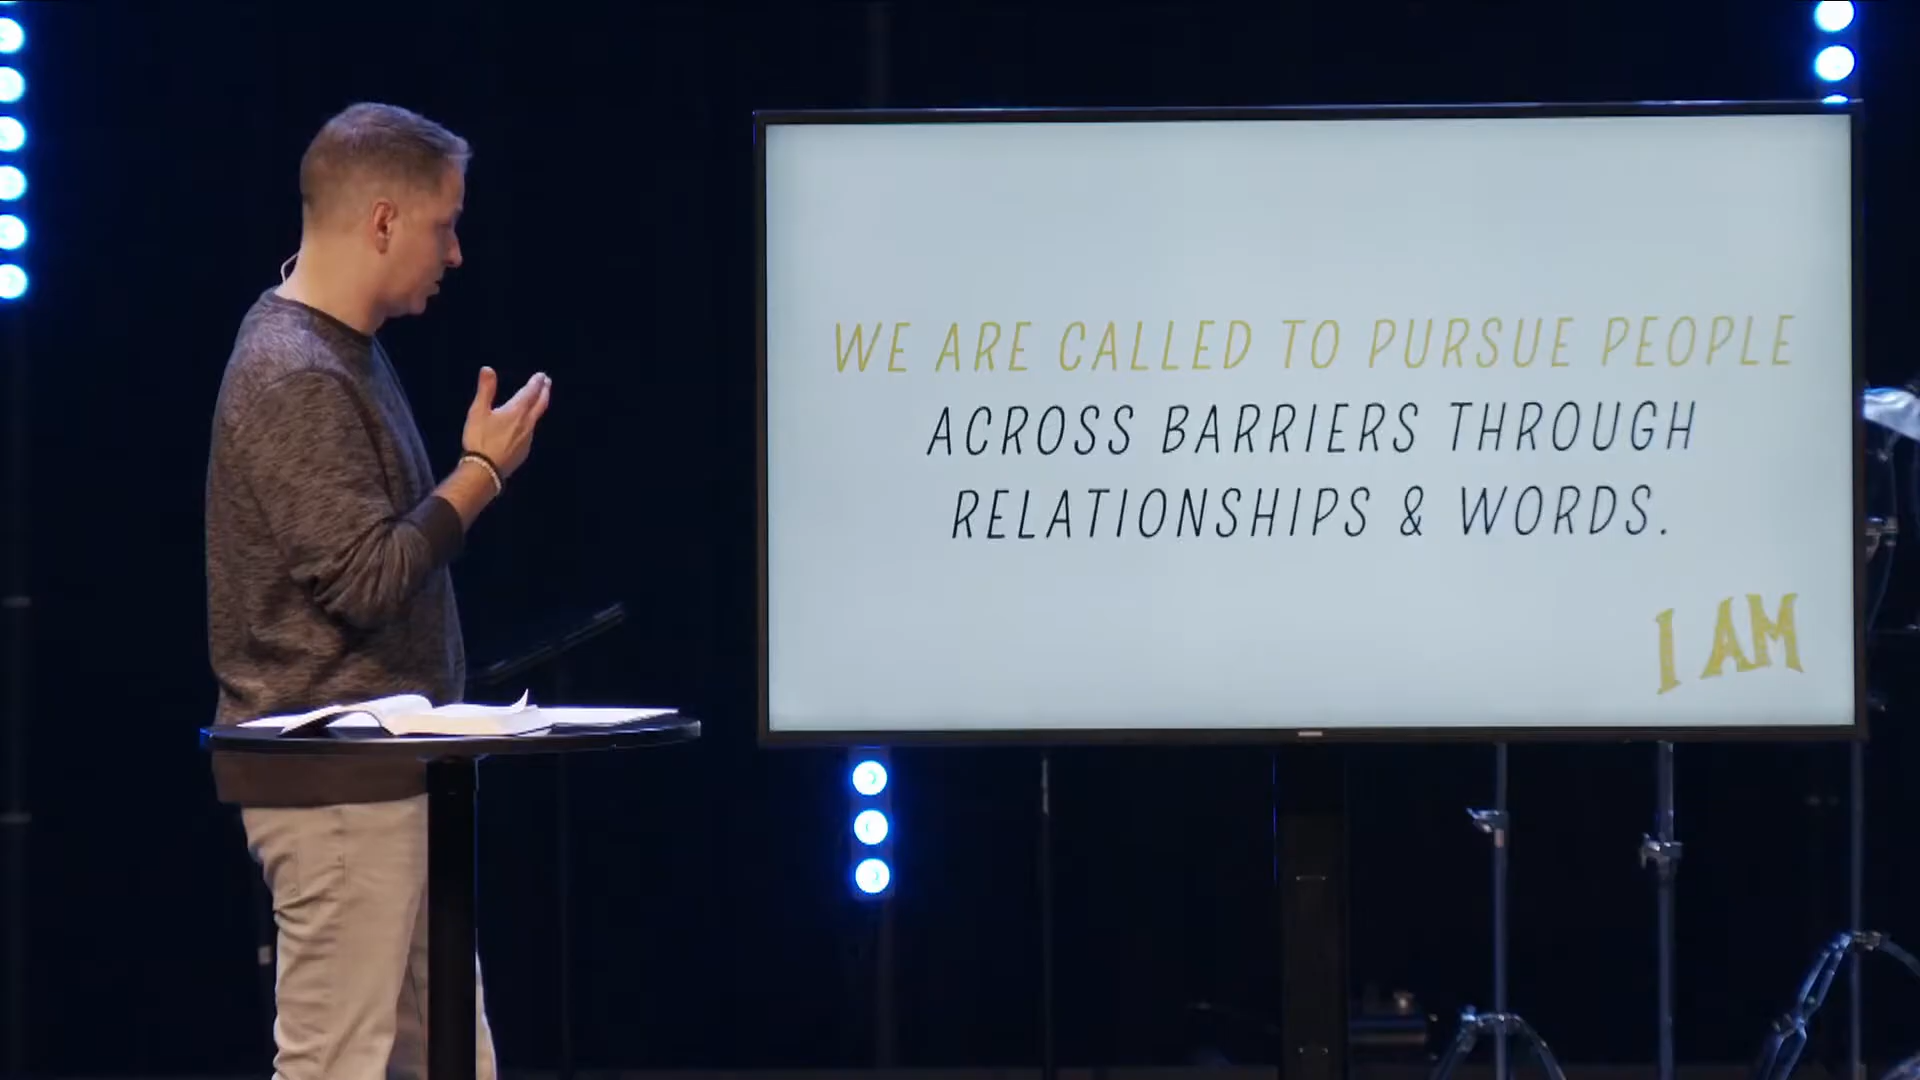 WE ARE CALLED TO PURSUE PEOPLE
ACROSS BARRIERS THROUGH
RELATIONSHIPS & WORDS.
I AM